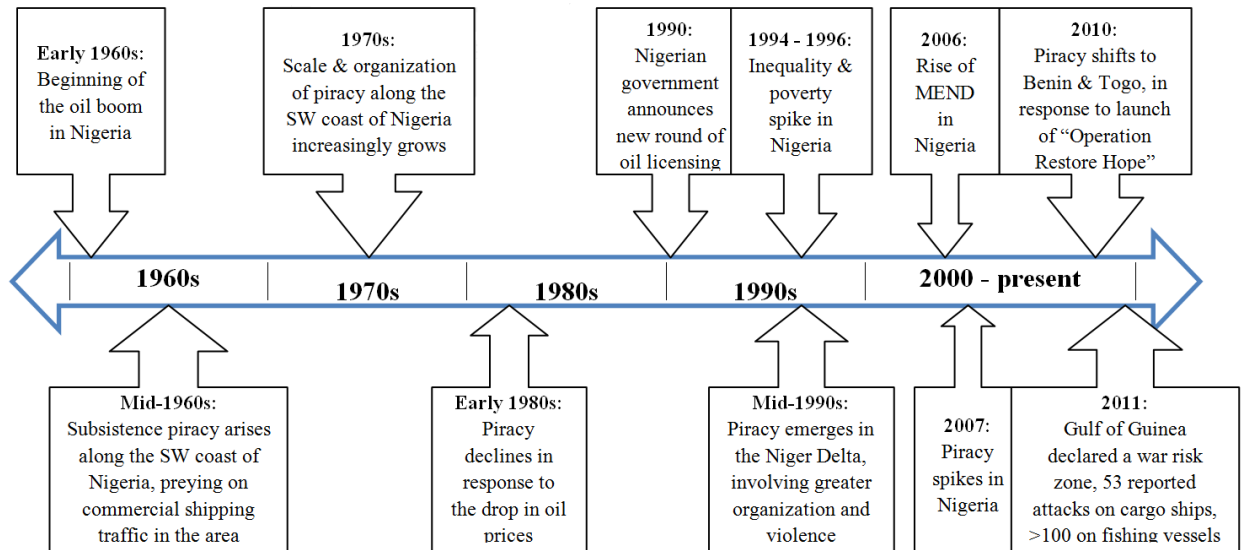 Early 1960s:
Beginning of
the oil boom
in Nigeria
1970s:
Scale & organization
of piracy along the
SW coast of Nigeria
increasingly grows
1990:
Nigerian
government
announces
new round of
oil licensing
1994 - 1996:
Inequality &
poverty
spike in
Nigeria
2006:
Rise of
MEND
in
Nigeria
2010:
Piracy shifts to
Benin & Togo, in
response to launch
of “Operation
Restore Hope”
1960s
1970s
1980s
1990s
2000 - present
Mid-1960s:
Subsistence piracy arises
along the SW coast of
Nigeria, preying on
commercial shipping
traffic in the area
Early 1980s:
Piracy
declines in
response to
the drop in oil
prices
Mid-1990s:
Piracy emerges in
the Niger Delta,
involving greater
organization and
violence
2007:
Piracy
spikes in
Nigeria
2011:
Gulf of Guinea
declared a war risk
zone, 53 reported
attacks on cargo ships,
>100 on fishing vessels